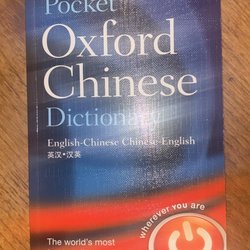 Pocket
Oxford
Chinese
Dictionary
English-Chinese Chinese-English
英汉•汉英
wherever YOU are
The world's most